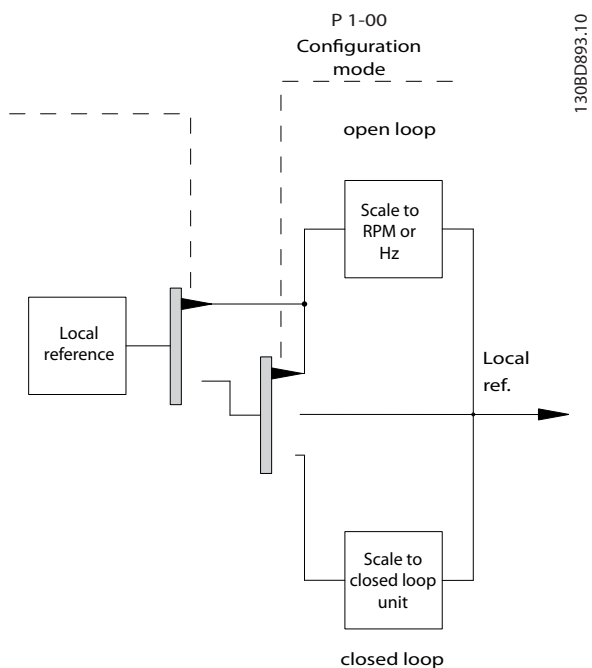 P 1-00
Configuration
mode
130BD893.10
open loop
Scale to
RPM or
Hz
Local
reference
Local
ref.
Scale to
closed loop
unit
closed loop